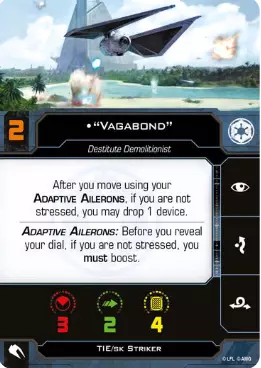 2
•“Vagabond”
Destitute Demolitionist
After you move using your
Adaptive Ailerons, if you are not
stressed, you may drop 1 device.
Adaptive Ailerons: Before you reveal
your dial, if you are not stressed, you
must boost.
3 2 4
TIE/sk Striker
©LFL ©AMG